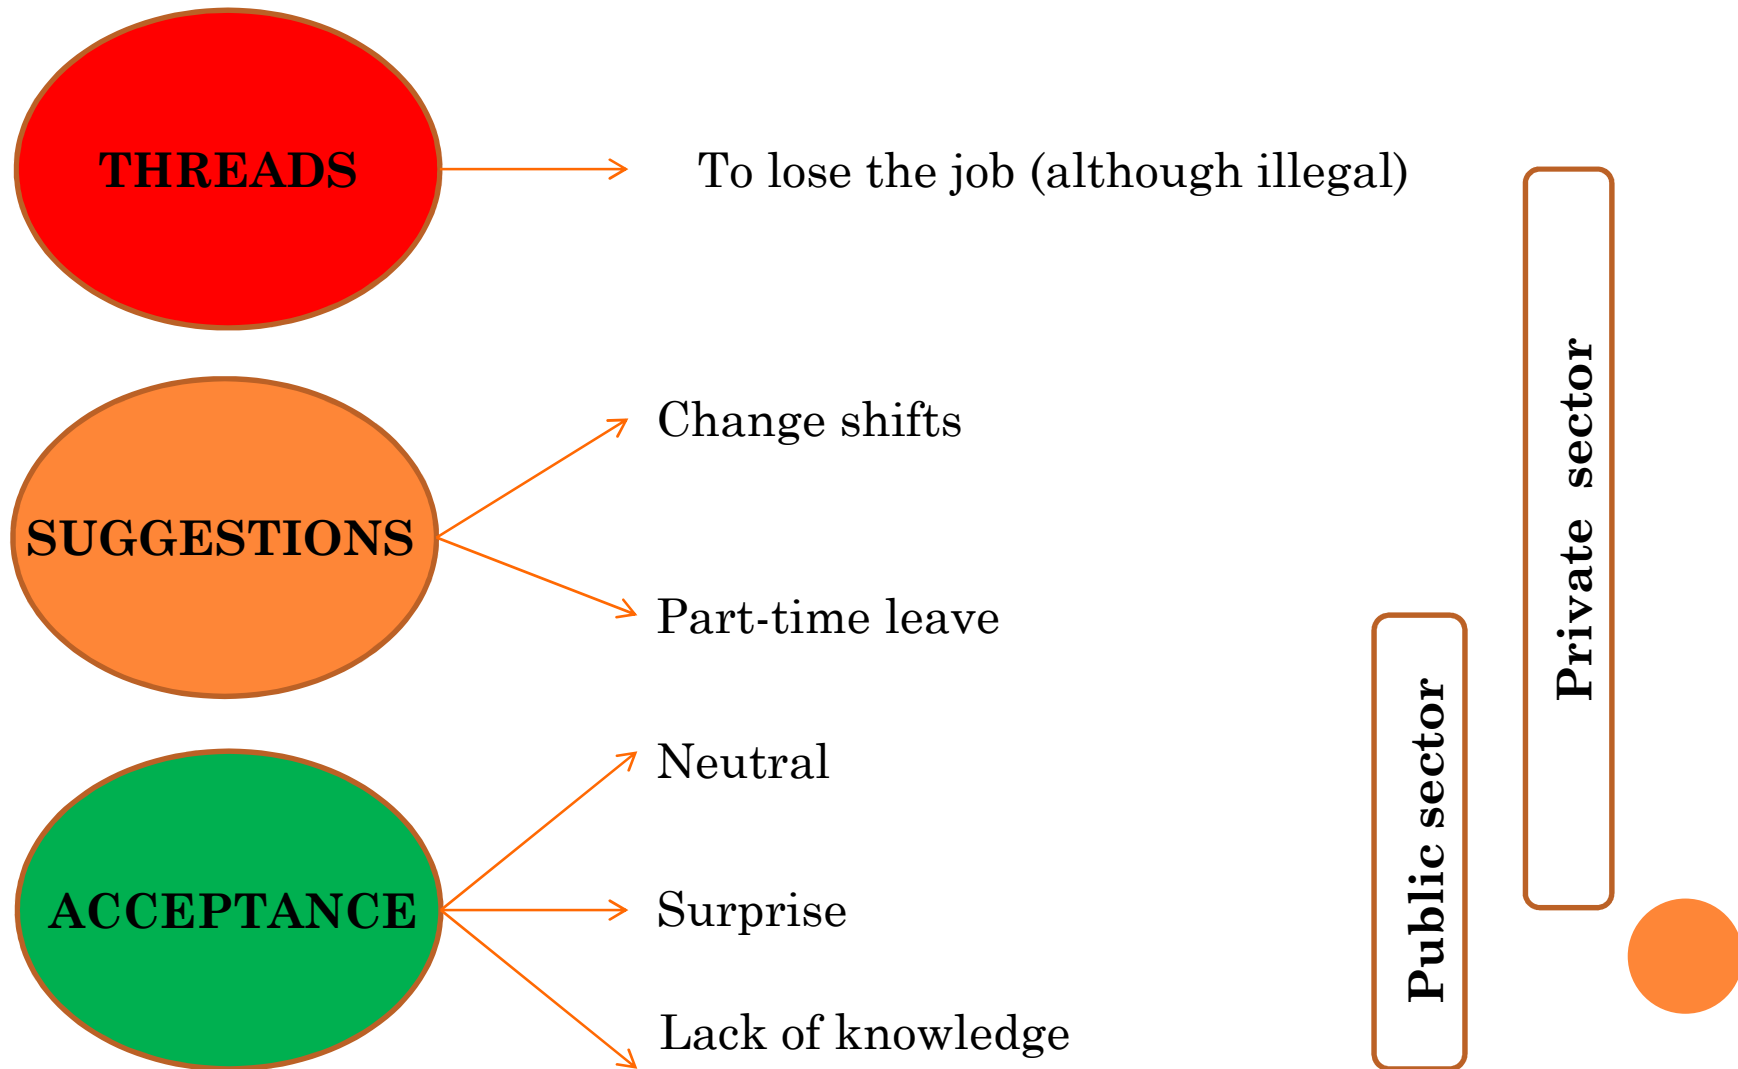 THREADS
To lose the job (although illegal)
SUGGESTIONS
Change shifts
Part-time leave
ACCEPTANCE
Neutral
Surprise
Lack of knowledge
Public sector
Private sector